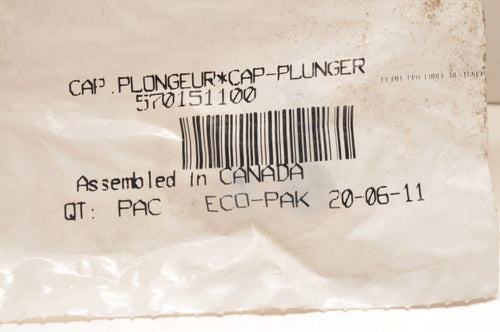 CAP.PLONGEUR*CAP-PLUNGER
570151100
Assembled in CANADA
QT: PAC ECO-PAK 20-06-11